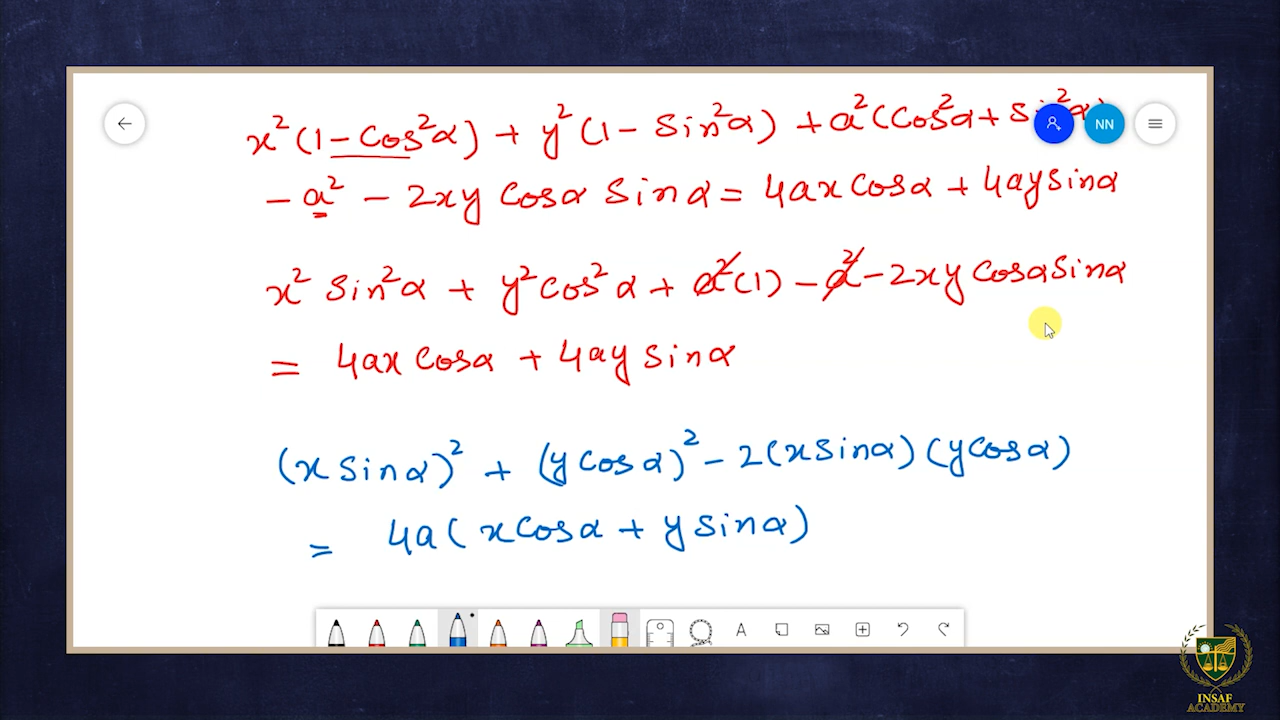 x²(1 - Cos²α) + y²(1 - Sin²α) + a²(Cos²α + Sin²α)
- a² - 2xy Cosα Sinα = 4ax Cosα + 4ay Sinα
x² Sin²α + y² Cos²α + a²(1) - a² - 2xy Cosα Sinα
= 4ax Cosα + 4ay Sinα
(x Sinα)² + (y Cosα)² - 2(x Sinα)(y Cosα)
= 4a(x Cosα + y Sinα)
NN
A
INSAF
ACADEMY